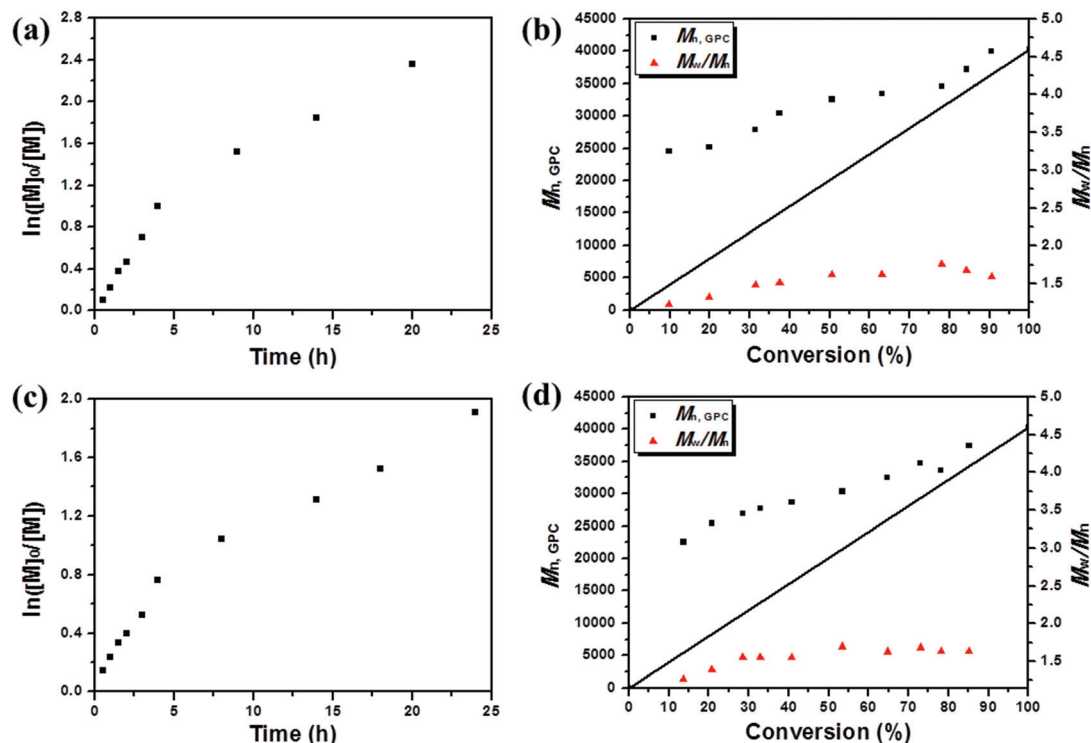 (a)
2.8
2.4
2.0
1.6
1.2
0.8
0.4
0.0
ln([M]₀/[M])
0 5 10 15 20 25
Time (h)
(b)
Mn, GPC
Mw/Mn
45000
40000
35000
30000
25000
20000
15000
10000
5000
0
Mn, GPC
5.0
4.5
4.0
3.5
3.0
2.5
2.0
1.5
Mw/Mn
0 10 20 30 40 50 60 70 80 90 100
Conversion (%)
(c)
2.0
1.6
1.2
0.8
0.4
0.0
ln([M]₀/[M])
0 5 10 15 20 25
Time (h)
(d)
Mn, GPC
Mw/Mn
45000
40000
35000
30000
25000
20000
15000
10000
5000
0
Mn, GPC
5.0
4.5
4.0
3.5
3.0
2.5
2.0
1.5
Mw/Mn
0 10 20 30 40 50 60 70 80 90 100
Conversion (%)